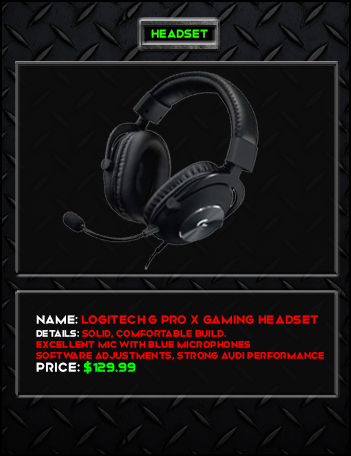 HEADSET
NAME: LOGITECH G PRO X GAMING HEADSET
DETAILS: SOLID, COMFORTABLE BUILD.
EXCELLENT MIC WITH BLUE MICROPHONES
SOFTWARE ADJUSTMENTS, STRONG AUDI PERFORMANCE
PRICE: $129.99